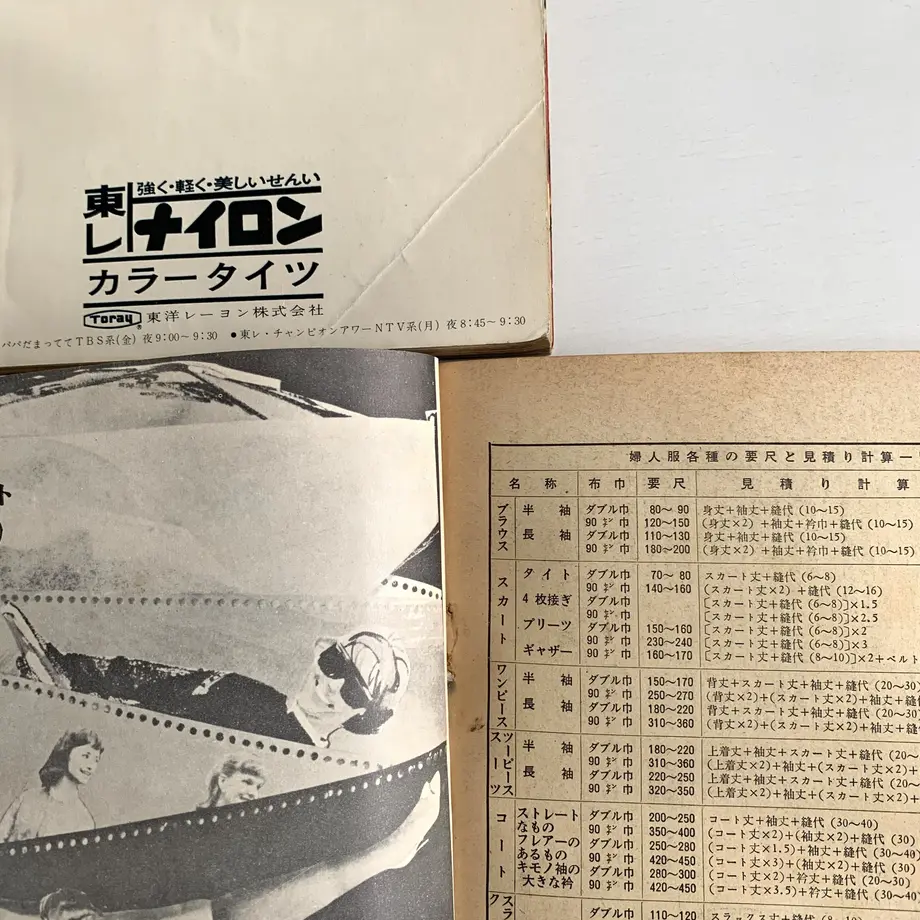 強く・軽く・美しいせんい
東レ ナイロン
カラータイツ
Toray® 東洋レーヨン株式会社
パパだまっててTBS系(金) 夜9:00〜9:30 ●東レ・チャンピオンアワーNTV系(月) 夜8:45〜9:30
ト
婦人服各種の要尺と見積り計算一
名称 布巾 要尺 見積り計算
ブラウス 半袖 ダブル巾 80〜90 身丈+袖丈+縫代(10〜15)
90㌢巾 120〜150 (身丈×2)+袖丈+衿巾+縫代(10〜15)
長袖 ダブル巾 110〜130 身丈+袖丈+縫代(10〜15)
90㌢巾 180〜200 (身丈×2)+袖丈+衿巾+縫代(10〜15)
スカート タイト ダブル巾 70〜80 スカート丈+縫代(6〜8)
90㌢巾 140〜160 (スカート丈×2)+縫代(12〜16)
4枚接ぎ ダブル巾 [スカート丈+縫代(6〜8)]×1.5
90㌢巾 [スカート丈+縫代(6〜8)]×2.5
プリーツ ダブル巾 150〜160 [スカート丈+縫代(6〜8)]×2
90㌢巾 230〜240 [スカート丈+縫代(6〜8)]×3
ギャザー 90㌢巾 160〜170 [スカート丈+縫代(8〜10)]×2+ベルト
ワンピース 半袖 ダブル巾 150〜170 背丈+スカート丈+袖丈+縫代(20〜30)
90㌢巾 250〜270 (背丈×2)+(スカート丈×2)+袖丈+縫
長袖 ダブル巾 180〜220 背丈+スカート丈+袖丈+縫代(20〜30)
90㌢巾 310〜360 (背丈×2)+(スカート丈×2)+袖丈+縫
ツーピーススーツ 半袖 ダブル巾 180〜220 上着丈+袖丈+スカート丈+縫代(20〜
90㌢巾 310〜360 (上着丈×2)+袖丈+(スカート丈×2)+
長袖 ダブル巾 220〜250 上着丈+袖丈+スカート丈+縫代(20〜
90㌢巾 320〜350 (上着丈×2)+袖丈+(スカート丈×2)+
コート ストレートなもの ダブル巾 200〜250 コート丈+袖丈+縫代(30〜40)
90㌢巾 350〜400 (コート丈×2)+(袖丈×2)+縫代(30)
フレアーのあるもの ダブル巾 250〜280 (コート丈×1.5)+袖丈+縫代(30〜40)
90㌢巾 420〜450 (コート丈×3)+(袖丈×2)+縫代(30)
キモノ袖の大きな衿 ダブル巾 280〜300 (コート丈×2)+衿丈+縫代(20〜30)
90㌢巾 420〜450 (コート丈×3.5)+衿丈+縫代(30〜40)
スラ ダブル巾 110〜120 スラックス丈+縫代